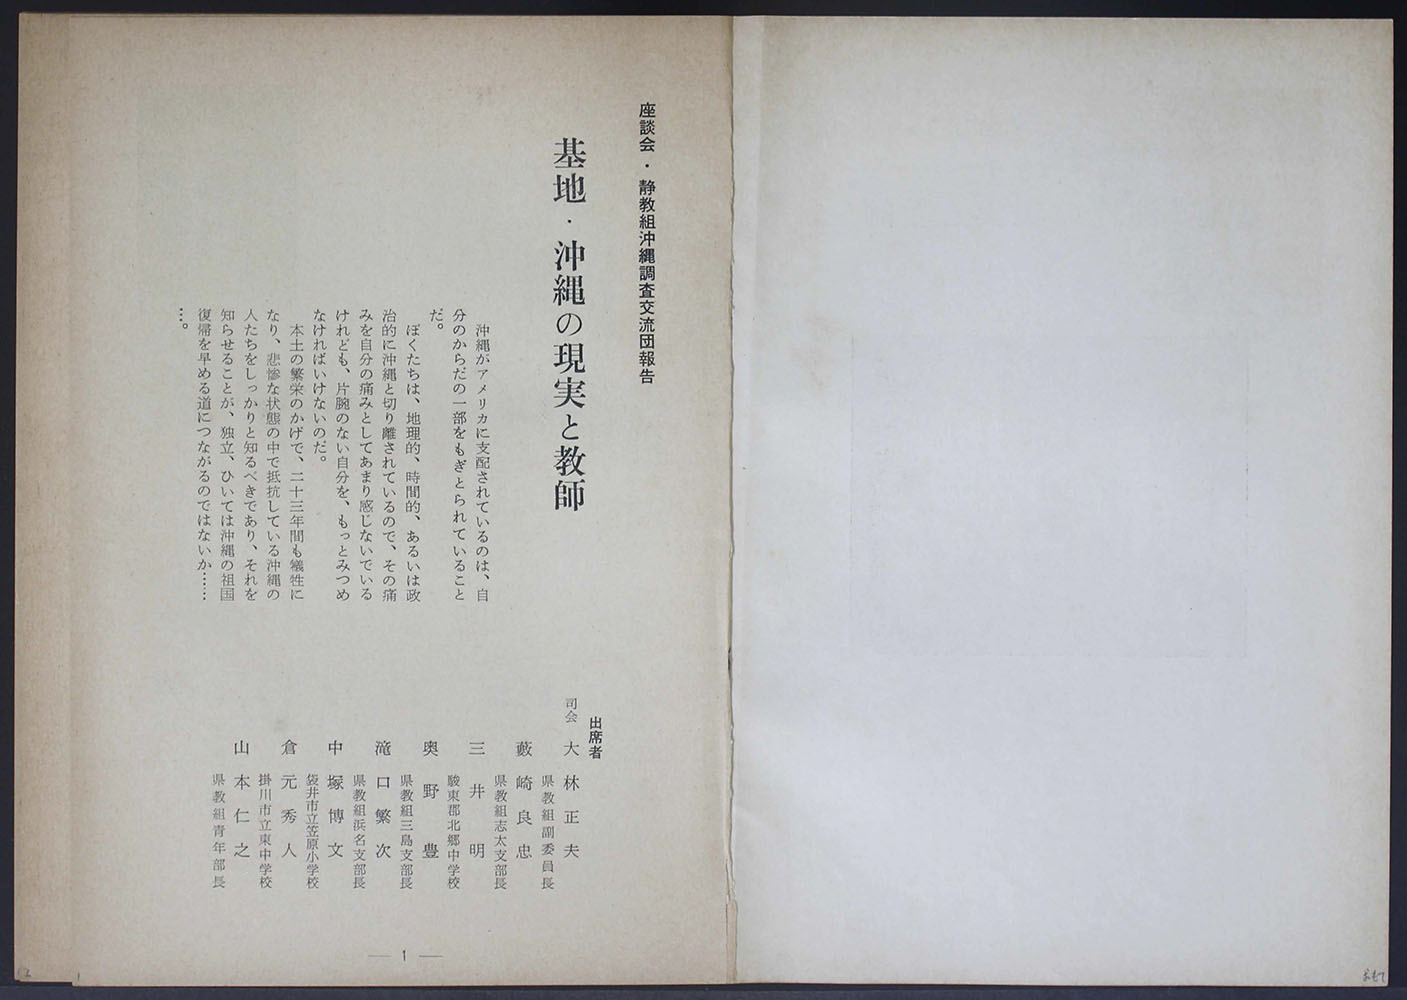 座談会・静教組沖縄調査交流団報告
基地・沖縄の現実と教師
沖縄がアメリカに支配されているのは、自
分のからだの一部をもぎとられていること
だ。
ぼくたちは、地理的、時間的、あるいは政
治的に沖縄と切り離されているので、その痛
みを自分の痛みとしてあまり感じないでいる
けれども、片腕のない自分を、もっとみつめ
なければいけないのだ。
本土の繁栄のかげで、二十三年間も犠牲に
なり、悲惨な状態の中で抵抗している沖縄の
人たちをしっかりと知るべきであり、それを
知らせることが、独立、ひいては沖縄の祖国
復帰を早める道につながるのではないか……
…。
出席者
司会 大林正夫
県教組副委員長
藪崎良忠
県教組志太支部長
三井明
駿東郡北郷中学校
奥野豊
県教組三島支部長
滝口繁次
県教組浜名支部長
中塚博文
袋井市立笠原小学校
倉元秀人
掛川市立東中学校
山本仁之
県教組青年部長
— 1 —
おもて